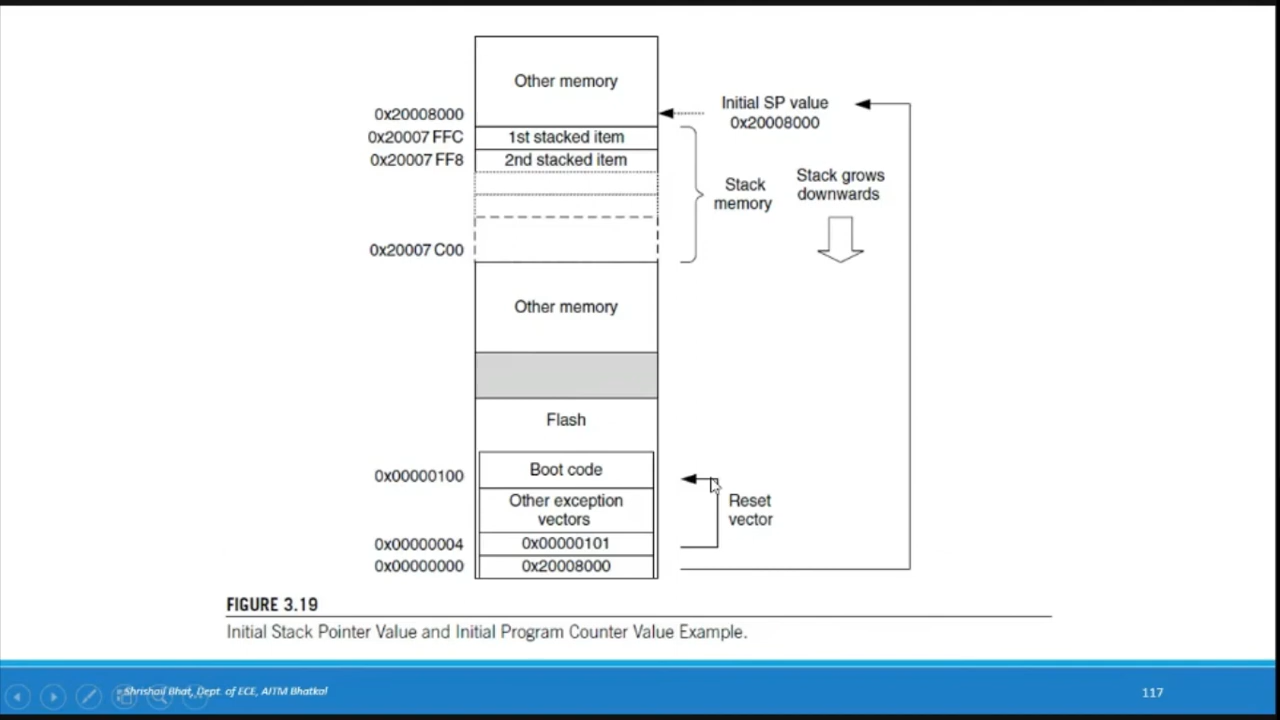 Other memory
0x20008000
Initial SP value
0x20008000
0x20007 FFC
1st stacked item
0x20007 FF8
2nd stacked item
Stack
memory
Stack grows
downwards
0x20007 C00
Other memory
Flash
0x00000100
Boot code
Other exception
vectors
Reset
vector
0x00000004
0x00000101
0x00000000
0x20008000
FIGURE 3.19
Initial Stack Pointer Value and Initial Program Counter Value Example.
Shrishail Bhat, Dept. of ECE, AITM Bhatkal
117